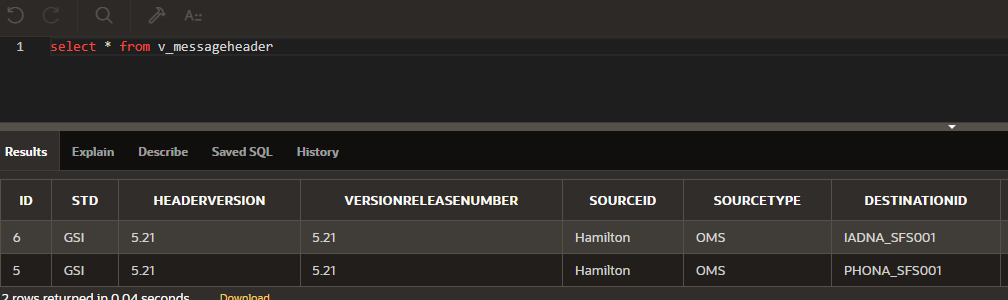 A::
1 select * from v_messageheader
Results Explain Describe Saved SQL History
ID STD HEADERVERSION VERSIONRELEASENUMBER SOURCEID SOURCETYPE DESTINATIONID
6 GSI 5.21 5.21 Hamilton OMS IADNA_SFS001
5 GSI 5.21 5.21 Hamilton OMS PHONA_SFS001
2 rows returned in 0.04 seconds Download